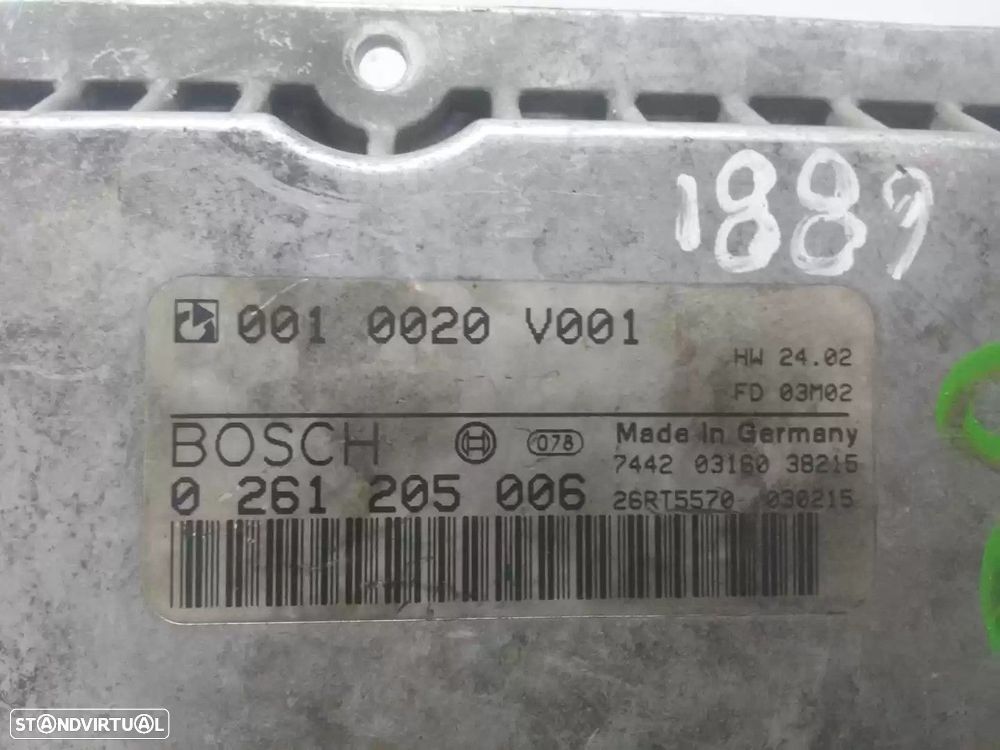 1889
001 0020 V001
HW 24.02
FD 03M02
BOSCH 078 Made in Germany
7442 03160 38215
0 261 205 006 26RT5570 030215
STANDVIRTUAL